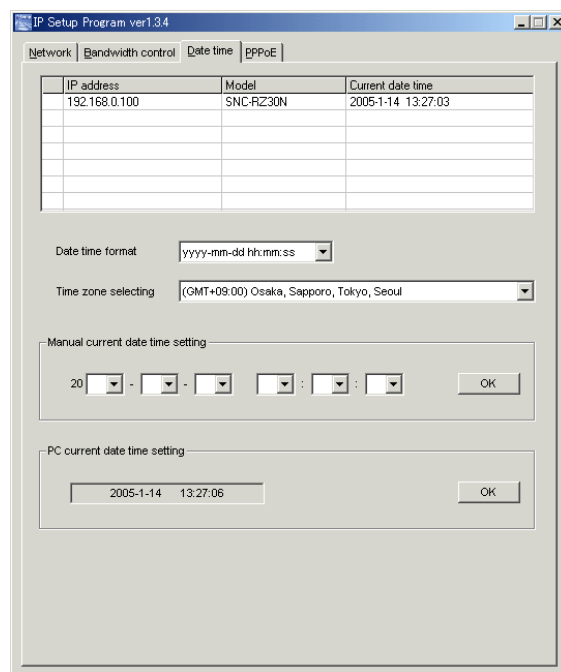 IP Setup Program ver1.3.4
Network Bandwidth control Date time PPPoE
IP address Model Current date time
192.168.0.100 SNC-RZ30N 2005-1-14 13:27:03
Date time format yyyy-mm-dd hh:mm:ss
Time zone selecting (GMT+09:00) Osaka, Sapporo, Tokyo, Seoul
Manual current date time setting
20 - - : : OK
PC current date time setting
2005-1-14 13:27:06 OK